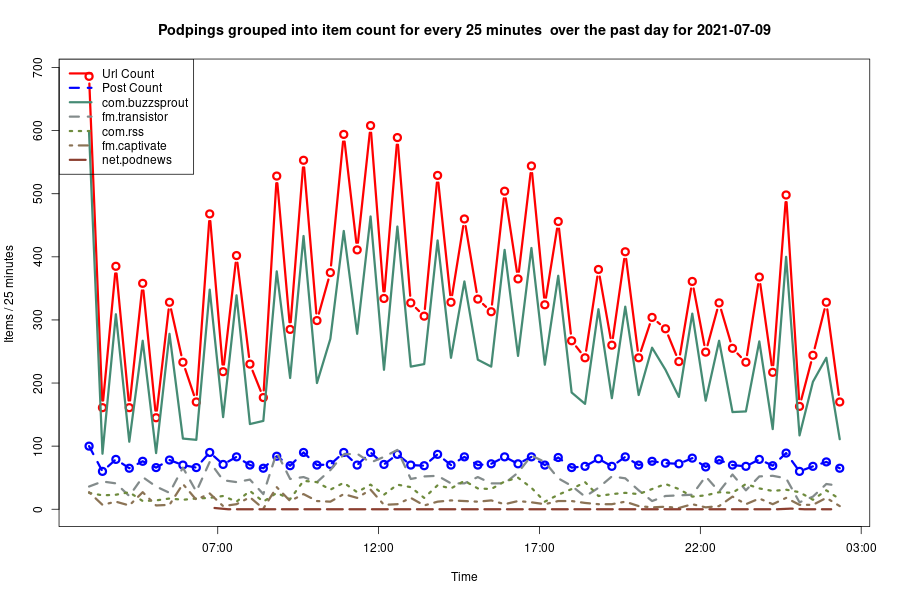 Podpings grouped into item count for every 25 minutes  over the past day for 2021-07-09
Url Count
Post Count
com.buzzsprout
fm.transistor
com.rss
fm.captivate
net.podnews
Items / 25 minutes
700
600
500
400
300
200
100
0
07:00
12:00
17:00
22:00
03:00
Time